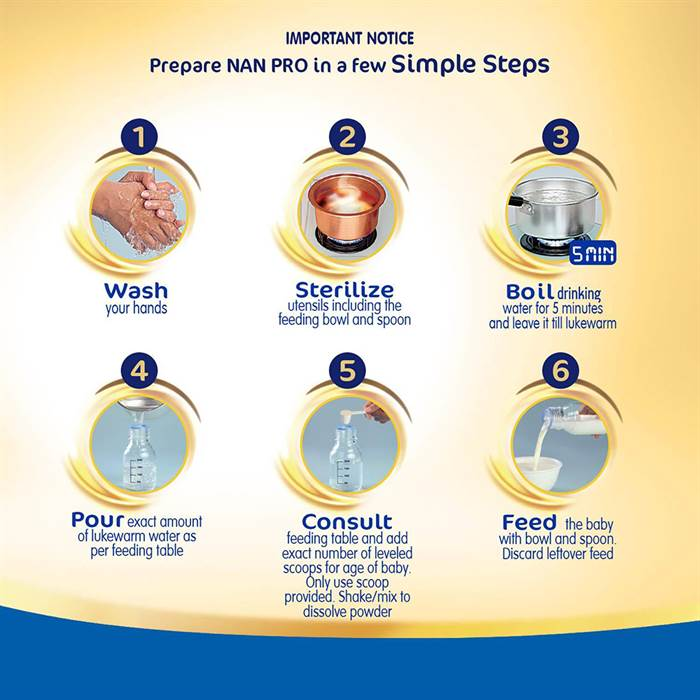 IMPORTANT NOTICE
Prepare NAN PRO in a few Simple Steps
1
Wash
your hands
2
Sterilize
utensils including the
feeding bowl and spoon
3
5 MIN
Boil drinking
water for 5 minutes
and leave it till lukewarm
4
Pour exact amount
of lukewarm water as
per feeding table
5
Consult
feeding table and add
exact number of leveled
scoops for age of baby.
Only use scoop
provided. Shake/mix to
dissolve powder
6
Feed the baby
with bowl and spoon.
Discard leftover feed